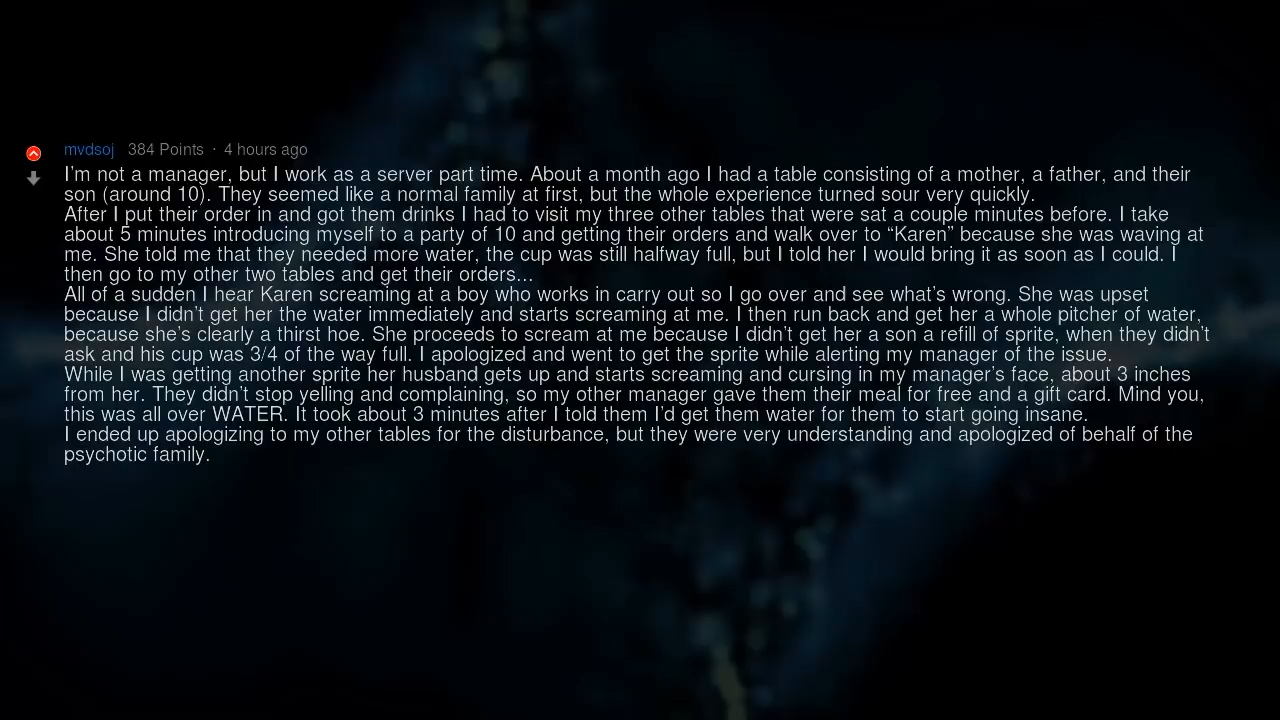 mvdsoj 384 Points · 4 hours ago
I'm not a manager, but I work as a server part time. About a month ago I had a table consisting of a mother, a father, and their
son (around 10). They seemed like a normal family at first, but the whole experience turned sour very quickly.
After I put their order in and got them drinks I had to visit my three other tables that were sat a couple minutes before. I take
about 5 minutes introducing myself to a party of 10 and getting their orders and walk over to “Karen” because she was waving at
me. She told me that they needed more water, the cup was still halfway full, but I told her I would bring it as soon as I could. I
then go to my other two tables and get their orders...
All of a sudden I hear Karen screaming at a boy who works in carry out so I go over and see what's wrong. She was upset
because I didn't get her the water immediately and starts screaming at me. I then run back and get her a whole pitcher of water,
because she's clearly a thirst hoe. She proceeds to scream at me because I didn't get her a son a refill of sprite, when they didn't
ask and his cup was 3/4 of the way full. I apologized and went to get the sprite while alerting my manager of the issue.
While I was getting another sprite her husband gets up and starts screaming and cursing in my manager's face, about 3 inches
from her. They didn't stop yelling and complaining, so my other manager gave them their meal for free and a gift card. Mind you,
this was all over WATER. It took about 3 minutes after I told them I'd get them water for them to start going insane.
I ended up apologizing to my other tables for the disturbance, but they were very understanding and apologized of behalf of the
psychotic family.